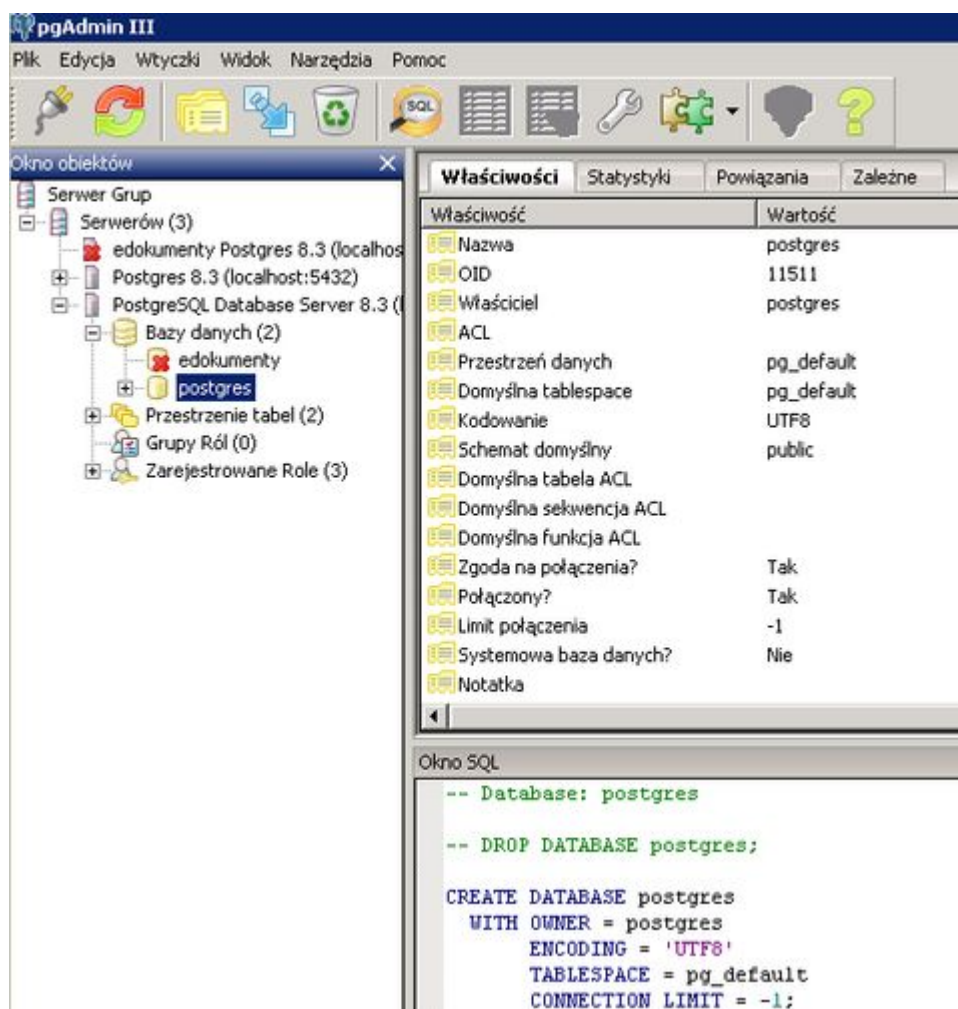 pgAdmin III
Plik Edycja Wtyczki Widok Narzędzia Pomoc
SQL
Okno obiektów
Serwer Grup
Serwerów (3)
edokumenty Postgres 8.3 (localhos
Postgres 8.3 (localhost:5432)
PostgreSQL Database Server 8.3 (l
Bazy danych (2)
edokumenty
postgres
Przestrzenie tabel (2)
Grupy Ról (0)
Zarejestrowane Role (3)
Właściwości Statystyki Powiązania Zależne
Właściwość Wartość
Nazwa postgres
OID 11511
Właściciel postgres
ACL
Przestrzeń danych pg_default
Domyślna tablespace pg_default
Kodowanie UTF8
Schemat domyślny public
Domyślna tabela ACL
Domyślna sekwencja ACL
Domyślna funkcja ACL
Zgoda na połączenia? Tak
Połączony? Tak
Limit połączenia -1
Systemowa baza danych? Nie
Notatka
Okno SQL
-- Database: postgres
-- DROP DATABASE postgres;
CREATE DATABASE postgres
WITH OWNER = postgres
ENCODING = 'UTF8'
TABLESPACE = pg_default
CONNECTION LIMIT = -1;